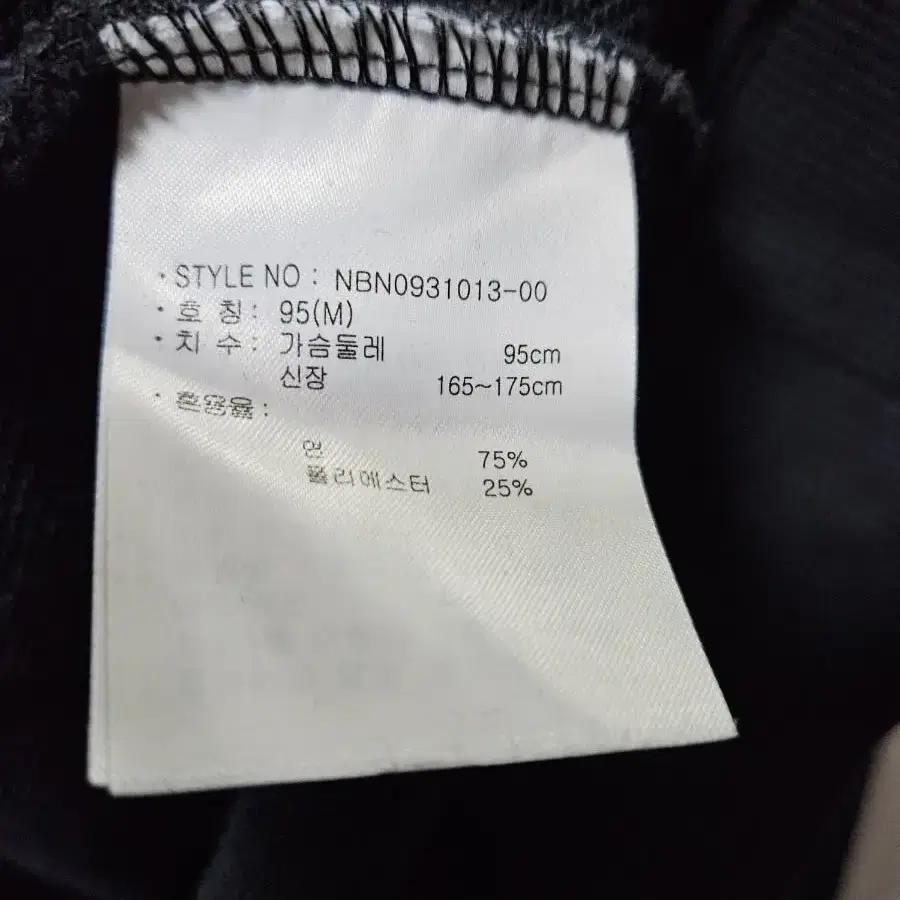 · STYLE NO : NBN0931013-00
· 호 칭 : 95(M)
· 치 수 : 가슴둘레 95cm
신장 165~175cm
· 혼용율 :
면 75%
폴리에스터 25%